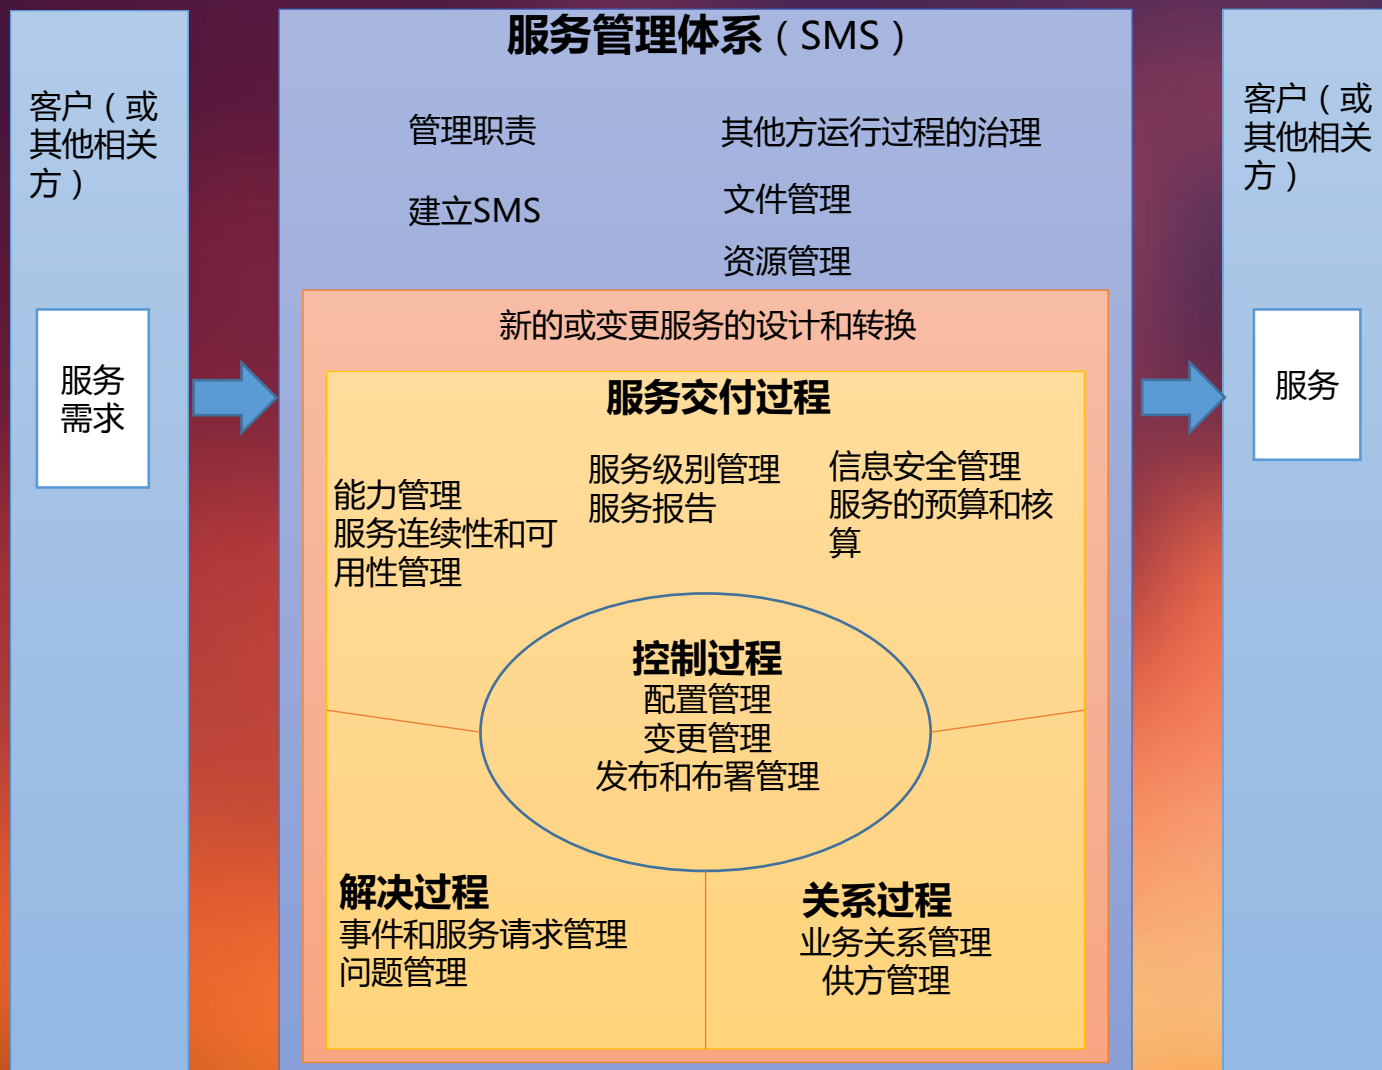 服务管理体系（SMS）
客户（或
其他相关
方）
服务
需求
管理职责
建立SMS
其他方运行过程的治理
文件管理
资源管理
新的或变更服务的设计和转换
服务交付过程
能力管理
服务连续性和可
用性管理
服务级别管理
服务报告
信息安全管理
服务的预算和核
算
控制过程
配置管理
变更管理
发布和布署管理
解决过程
事件和服务请求管理
问题管理
关系过程
业务关系管理
供方管理
客户（或
其他相关
方）
服务